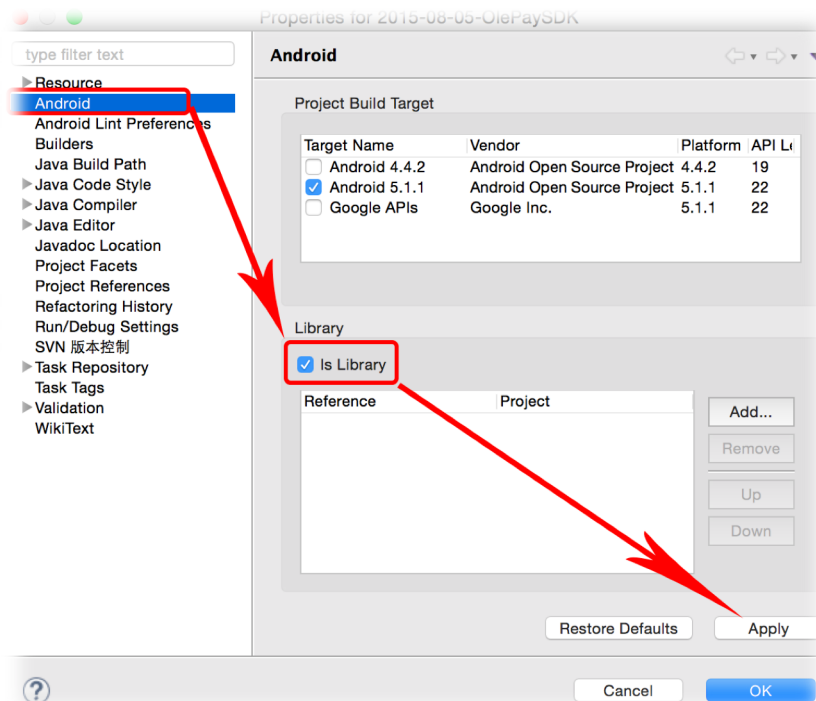 Properties for 2015-08-05-OlePaySDK
type filter text
Resource
Android
Android Lint Preferences
Builders
Java Build Path
Java Code Style
Java Compiler
Java Editor
Javadoc Location
Project Facets
Project References
Refactoring History
Run/Debug Settings
SVN 版本控制
Task Repository
Task Tags
Validation
WikiText
Android
Project Build Target
Target Name Vendor Platform API Le
Android 4.4.2 Android Open Source Project 4.4.2 19
Android 5.1.1 Android Open Source Project 5.1.1 22
Google APIs Google Inc. 5.1.1 22
Library
Is Library
Reference Project
Add...
Remove
Up
Down
Restore Defaults Apply
? Cancel OK